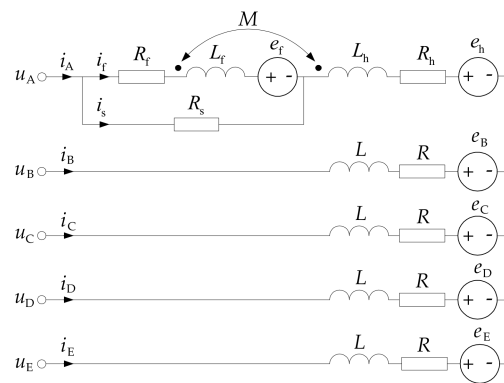 M
i_A i_f R_f L_f e_f L_h R_h e_h
u_A + - + -
i_s R_s
e_B
i_B L R
u_B + -
e_C
i_C L R
u_C + -
e_D
i_D L R
u_D + -
e_E
i_E L R
u_E + -